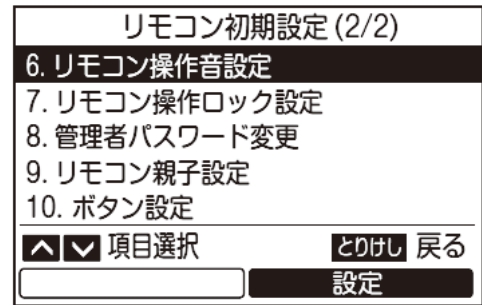 リモコン初期設定 (2/2)
6. リモコン操作音設定
7. リモコン操作ロック設定
8. 管理者パスワード変更
9. リモコン親子設定
10. ボタン設定
項目選択 とりけし 戻る
設定